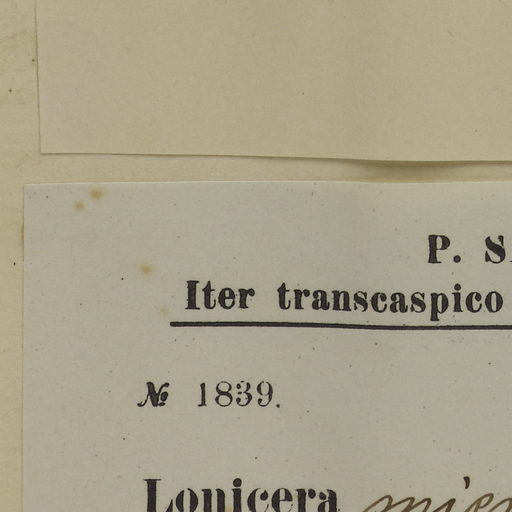 P. S
Iter transcaspico
№ 1839.
Lonicera